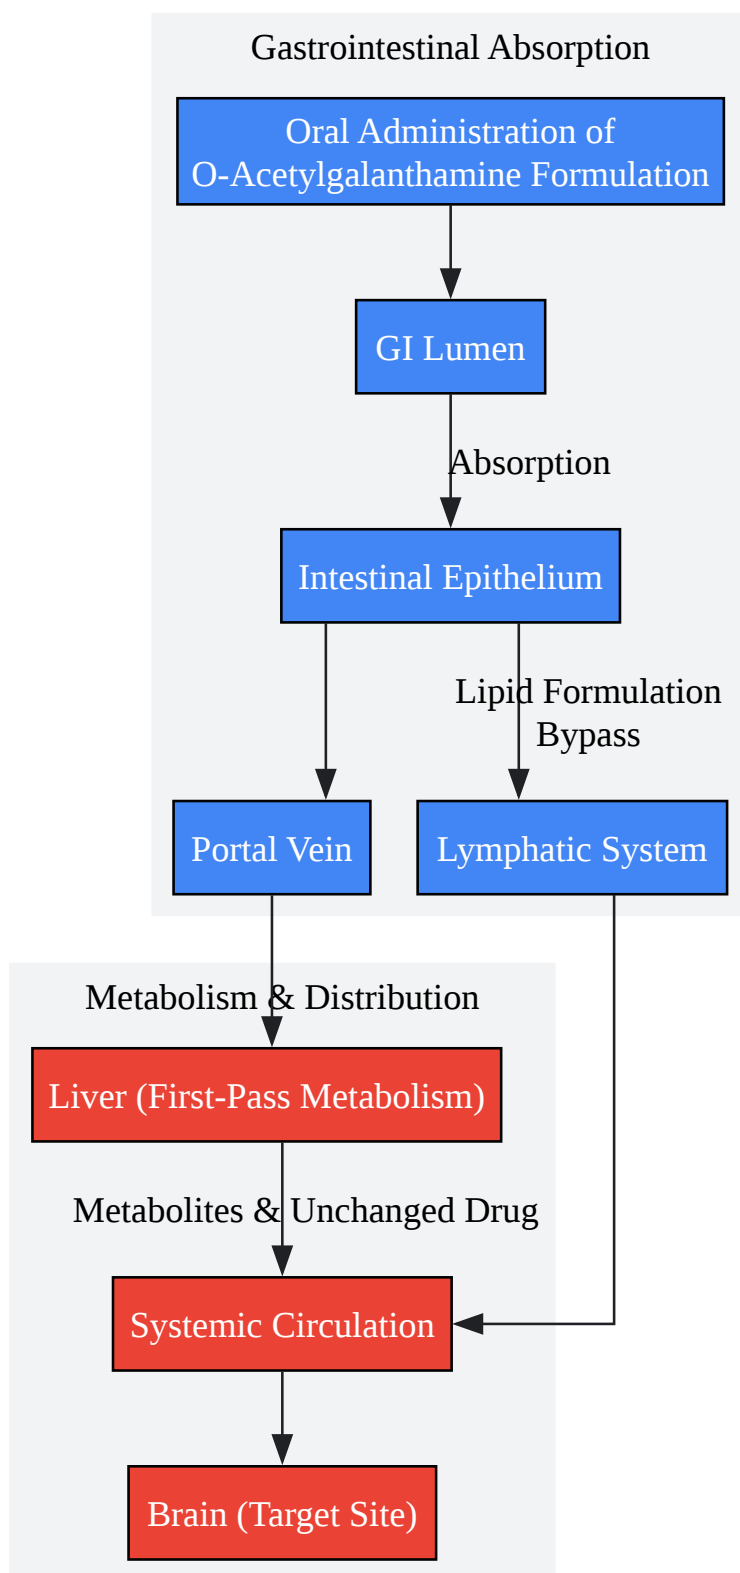 Gastrointestinal Absorption
Oral Administration of
O-Acetylgalanthamine Formulation
GI Lumen
Absorption
Intestinal Epithelium
Lipid Formulation
Bypass
Portal Vein
Lymphatic System
Metabolism & Distribution
Liver (First-Pass Metabolism)
Metabolites & Unchanged Drug
Systemic Circulation
Brain (Target Site)